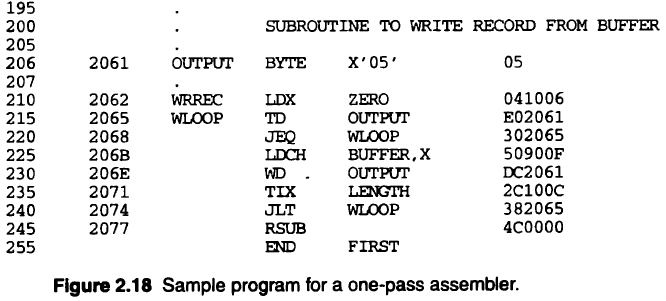 195 .
200 . SUBROUTINE TO WRITE RECORD FROM BUFFER
205 .
206 2061 OUTPUT BYTE X'05' 05
207 .
210 2062 WRREC LDX ZERO 041006
215 2065 WLOOP TD OUTPUT E02061
220 2068 JEQ WLOOP 302065
225 206B LDCH BUFFER,X 50900F
230 206E WD . OUTPUT DC2061
235 2071 TIX LENGTH 2C100C
240 2074 JLT WLOOP 382065
245 2077 RSUB 4C0000
255 END FIRST
Figure 2.18 Sample program for a one-pass assembler.